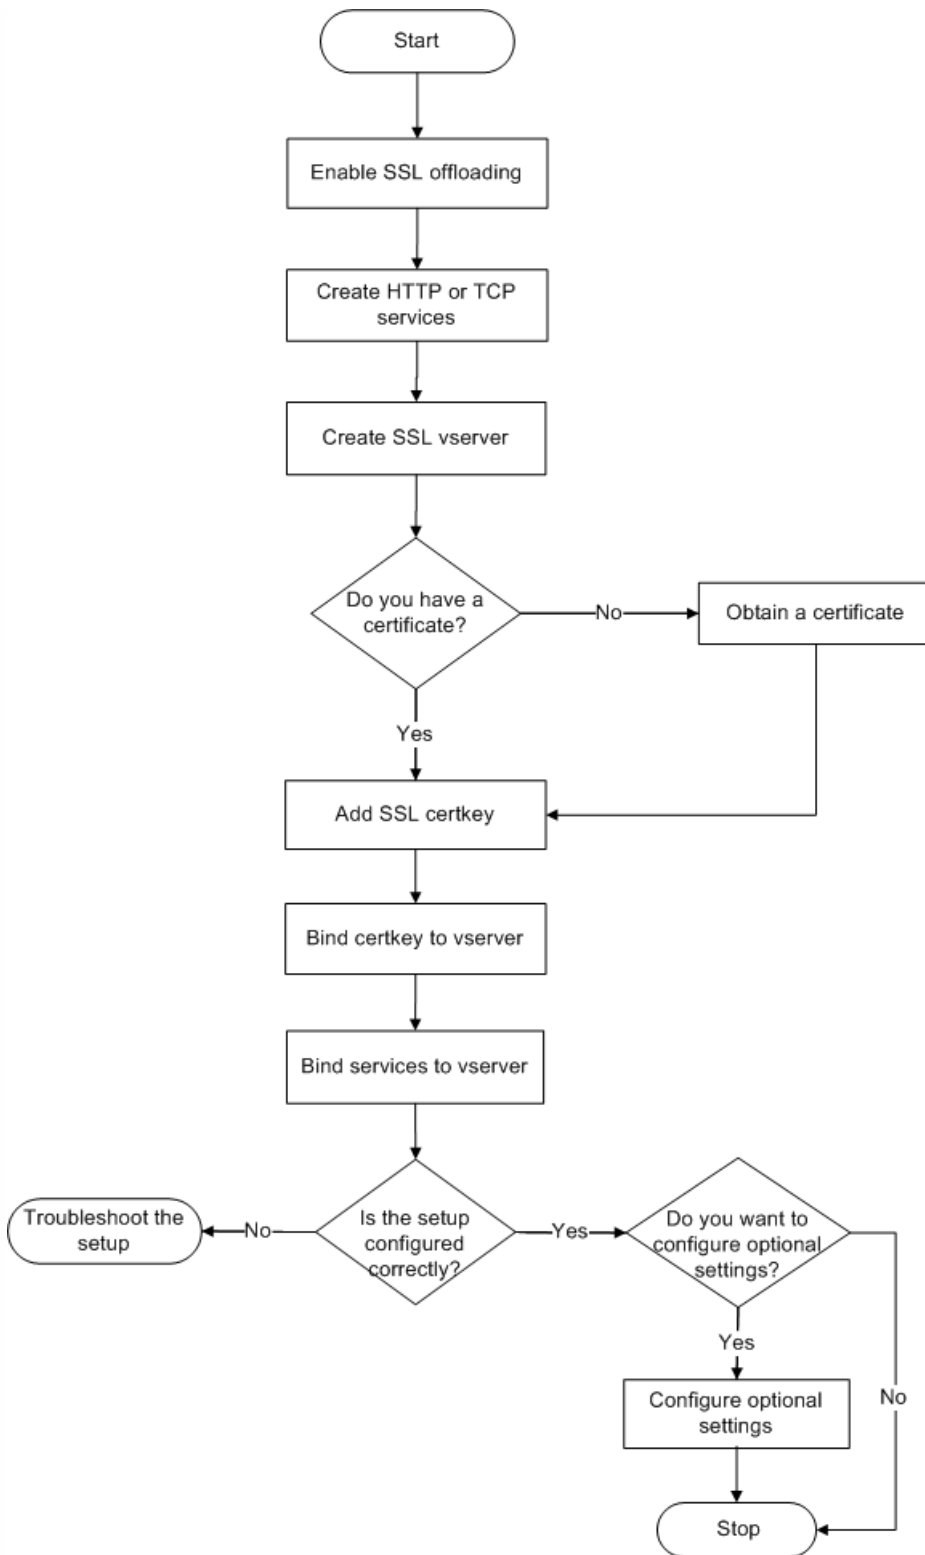 Start
Enable SSL offloading
Create HTTP or TCP
services
Create SSL vserver
Do you have a
certificate?
No
Obtain a certificate
Yes
Add SSL certkey
Bind certkey to vserver
Bind services to vserver
Troubleshoot the
setup
No
Is the setup
configured
correctly?
Yes
Do you want to
configure optional
settings?
Yes
Configure optional
settings
No
Stop